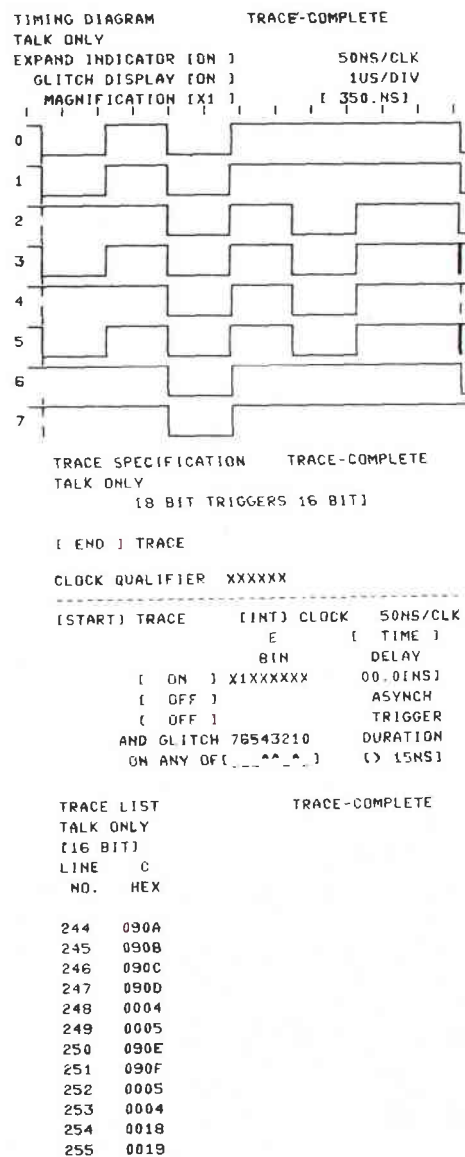 TIMING DIAGRAM TRACE-COMPLETE
TALK ONLY
EXPAND INDICATOR [ON ] 50NS/CLK
GLITCH DISPLAY [ON ] 1US/DIV
MAGNIFICATION [X1 ] [ 350.NS]
0
1
2
3
4
5
6
7
TRACE SPECIFICATION TRACE-COMPLETE
TALK ONLY
[8 BIT TRIGGERS 16 BIT]
[ END ] TRACE
CLOCK QUALIFIER XXXXXX
[START] TRACE [INT] CLOCK 50NS/CLK
E [ TIME ]
BIN DELAY
[ ON ] X1XXXXXX 00.0[NS]
[ OFF ] ASYNCH
[ OFF ] TRIGGER
AND GLITCH 76543210 DURATION
ON ANY OF[___^^_^_] [> 15NS]
TRACE LIST TRACE-COMPLETE
TALK ONLY
[16 BIT]
LINE C
NO. HEX
244 090A
245 090B
246 090C
247 090D
248 0004
249 0005
250 090E
251 090F
252 0005
253 0004
254 0018
255 0019